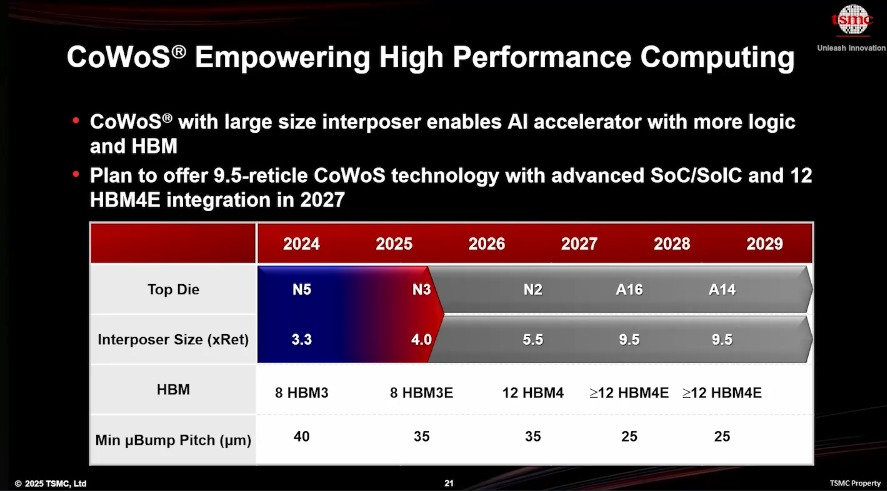 tsmc
Unleash Innovation
CoWoS® Empowering High Performance Computing
• CoWoS® with large size interposer enables AI accelerator with more logic
and HBM
• Plan to offer 9.5-reticle CoWoS technology with advanced SoC/SoIC and 12
HBM4E integration in 2027
2024 2025 2026 2027 2028 2029
Top Die N5 N3 N2 A16 A14
Interposer Size (xRet) 3.3 4.0 5.5 9.5 9.5
HBM 8 HBM3 8 HBM3E 12 HBM4 ≥12 HBM4E ≥12 HBM4E
Min µBump Pitch (µm) 40 35 35 25 25
© 2025 TSMC, Ltd 21 TSMC Property